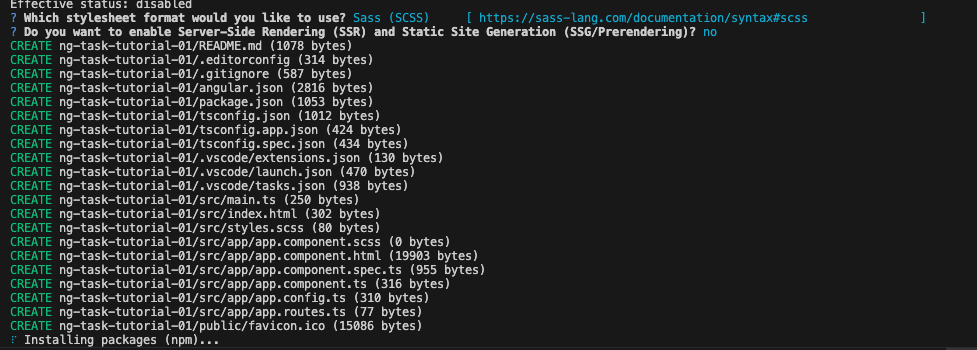 Effective status: disabled
? Which stylesheet format would you like to use? Sass (SCSS)     [ https://sass-lang.com/documentation/syntax#scss                ]
? Do you want to enable Server-Side Rendering (SSR) and Static Site Generation (SSG/Prerendering)? no
CREATE ng-task-tutorial-01/README.md (1078 bytes)
CREATE ng-task-tutorial-01/.editorconfig (314 bytes)
CREATE ng-task-tutorial-01/.gitignore (587 bytes)
CREATE ng-task-tutorial-01/angular.json (2816 bytes)
CREATE ng-task-tutorial-01/package.json (1053 bytes)
CREATE ng-task-tutorial-01/tsconfig.json (1012 bytes)
CREATE ng-task-tutorial-01/tsconfig.app.json (424 bytes)
CREATE ng-task-tutorial-01/tsconfig.spec.json (434 bytes)
CREATE ng-task-tutorial-01/.vscode/extensions.json (130 bytes)
CREATE ng-task-tutorial-01/.vscode/launch.json (470 bytes)
CREATE ng-task-tutorial-01/.vscode/tasks.json (938 bytes)
CREATE ng-task-tutorial-01/src/main.ts (250 bytes)
CREATE ng-task-tutorial-01/src/index.html (302 bytes)
CREATE ng-task-tutorial-01/src/styles.scss (80 bytes)
CREATE ng-task-tutorial-01/src/app/app.component.scss (0 bytes)
CREATE ng-task-tutorial-01/src/app/app.component.html (19903 bytes)
CREATE ng-task-tutorial-01/src/app/app.component.spec.ts (955 bytes)
CREATE ng-task-tutorial-01/src/app/app.component.ts (316 bytes)
CREATE ng-task-tutorial-01/src/app/app.config.ts (310 bytes)
CREATE ng-task-tutorial-01/src/app/app.routes.ts (77 bytes)
CREATE ng-task-tutorial-01/public/favicon.ico (15086 bytes)
Installing packages (npm)...